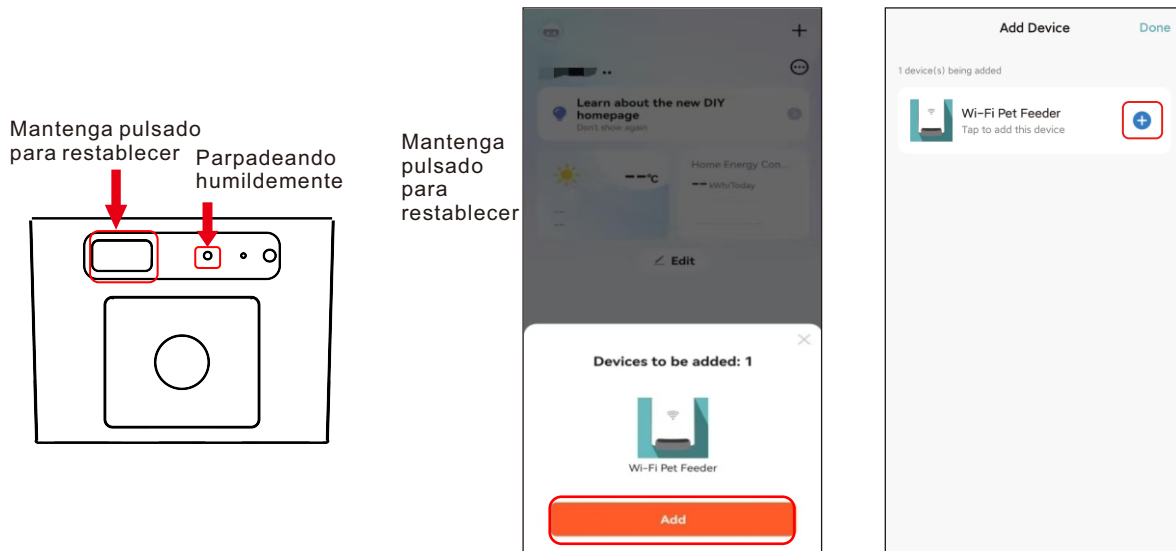 Mantenga pulsado
para restablecer
Parpadeando
humildemente
Mantenga
pulsado
para
restablecer
Learn about the new DIY
homepage
Don't show again
--°C
Home Energy Con...
-- kWh/Today
Edit
Devices to be added: 1
Wi-Fi Pet Feeder
Add
Add Device
Done
1 device(s) being added
Wi-Fi Pet Feeder
Tap to add this device